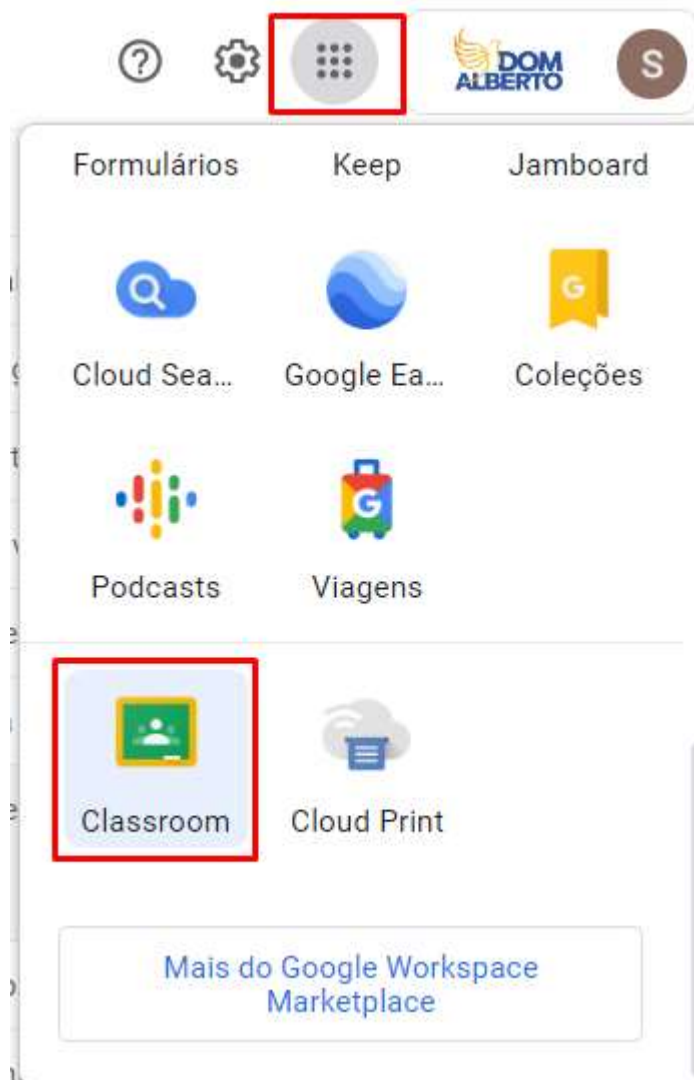 DOM
ALBERTO
S
Formulários Keep Jamboard
G
Cloud Sea... Google Ea... Coleções
G
Podcasts Viagens
Classroom Cloud Print
Mais do Google Workspace
Marketplace